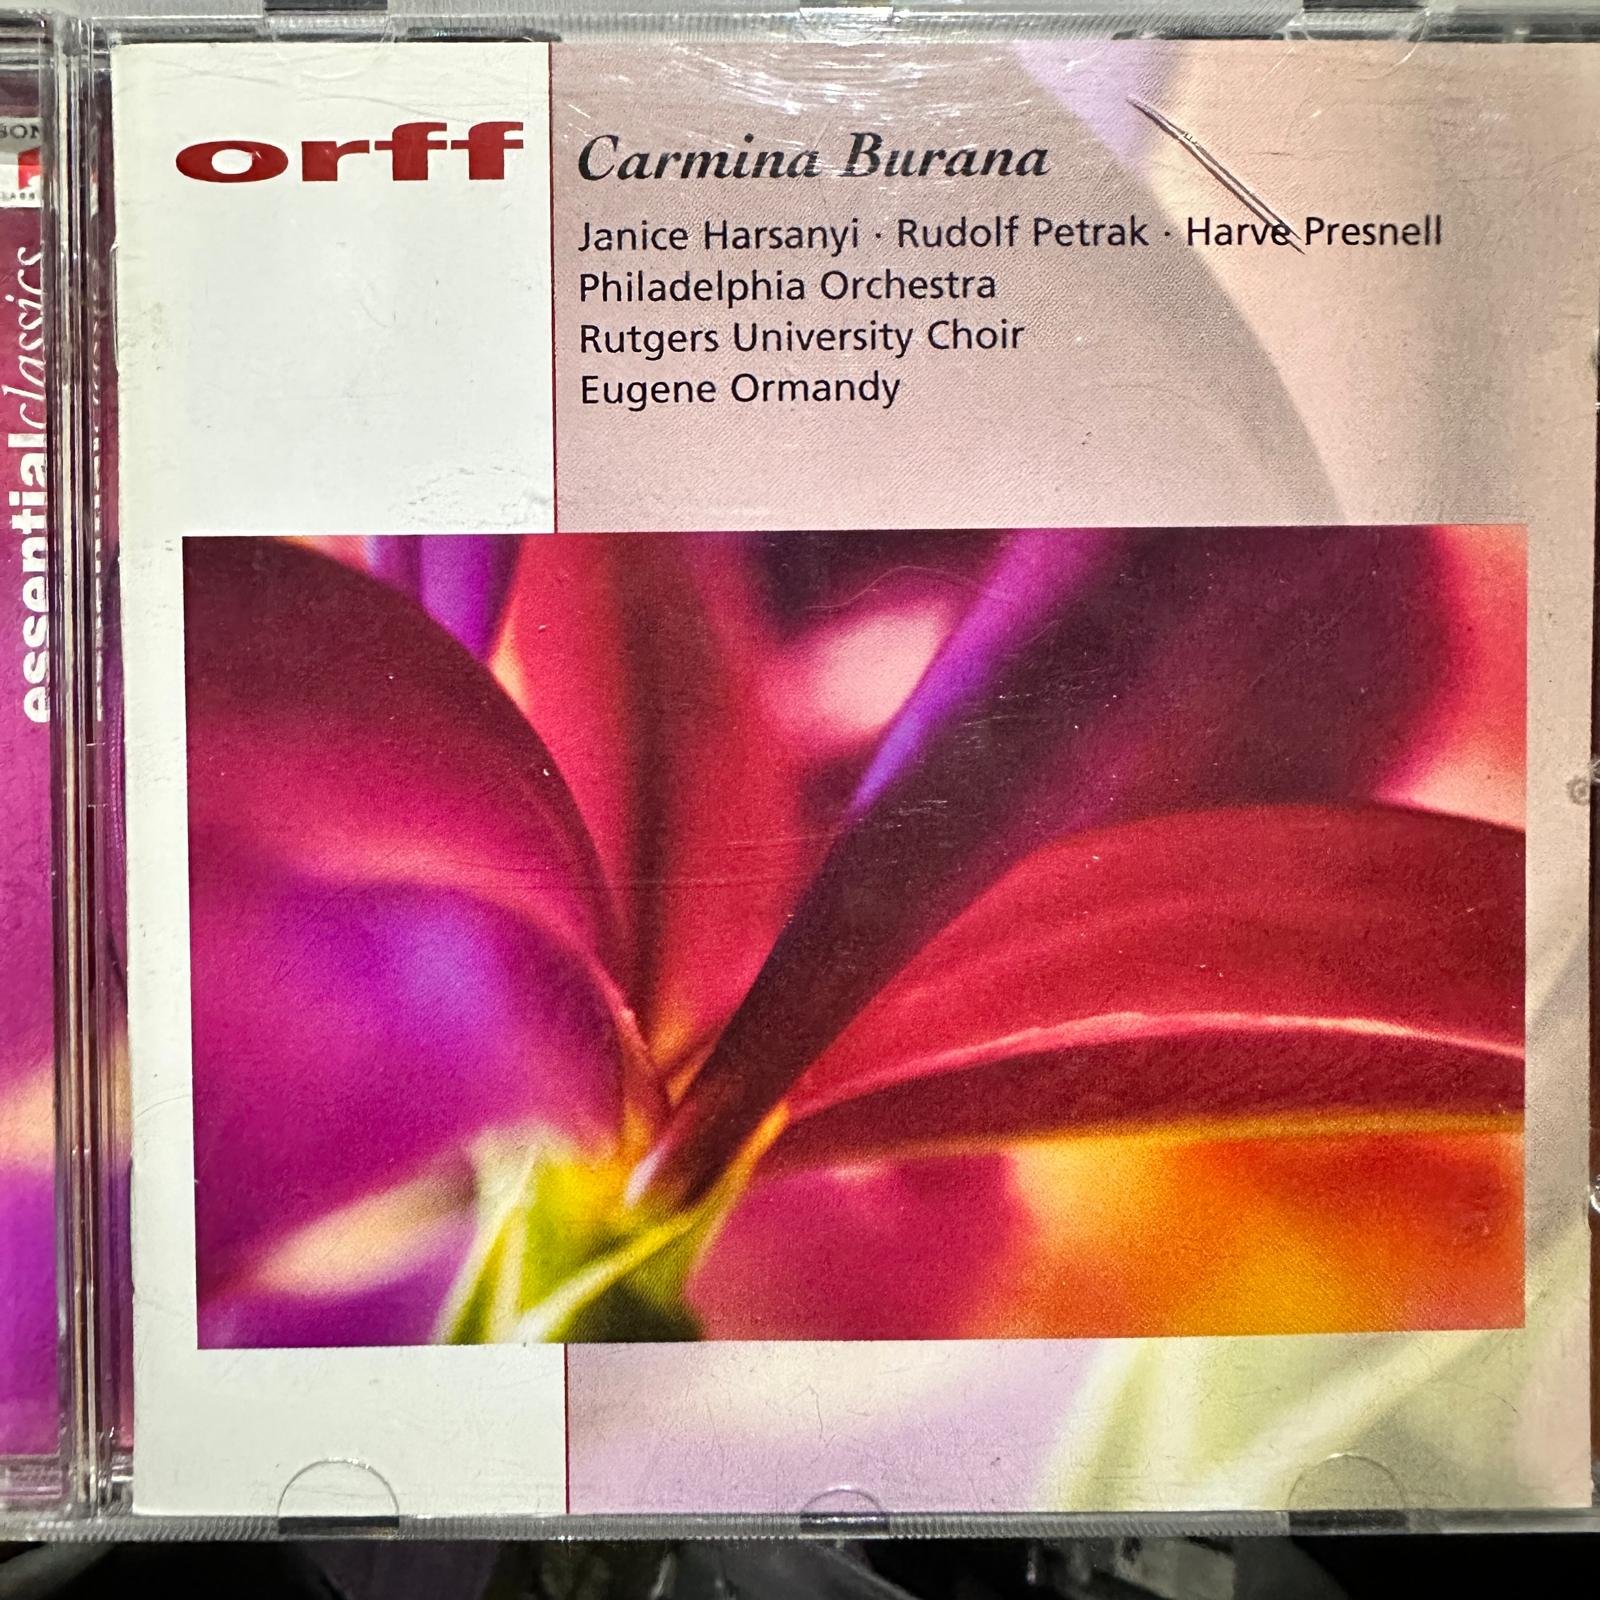 orff
Carmina Burana
Janice Harsanyi · Rudolf Petrak · Harve Presnell
Philadelphia Orchestra
Rutgers University Choir
Eugene Ormandy
essentialclassics